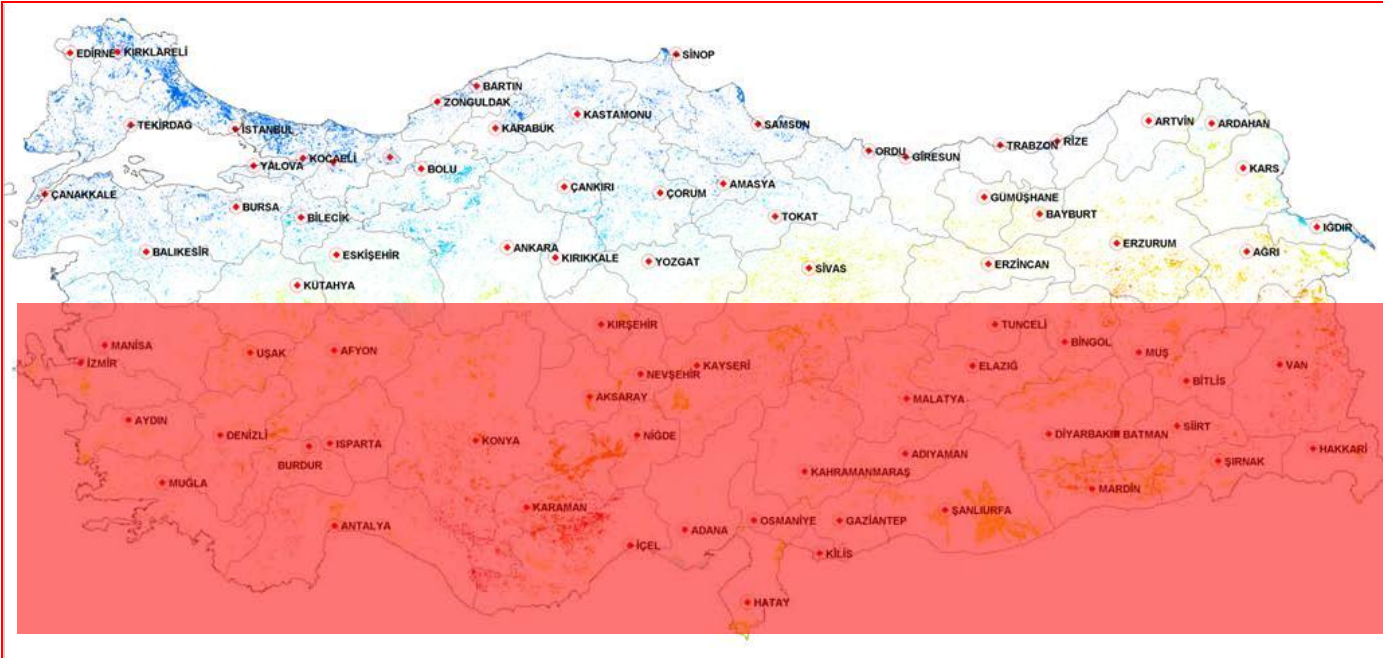 SİNOP
EDİRNE
KIRKLARELİ
BARTIN
ZONGULDAK
KASTAMONU
TEKİRDAĞ
İSTANBUL
KARABÜK
SAMSUN
ARTVİN
ARDAHAN
RİZE
TRABZON
ORDU
GİRESUN
KOCAELİ
YALOVA
BOLU
KARS
ÇANAKKALE
ÇANKIRI
ÇORUM
AMASYA
GÜMÜŞHANE
BURSA
BİLECİK
TOKAT
BAYBURT
IĞDIR
BALIKESİR
ESKİŞEHİR
ANKARA
KIRIKKALE
YOZGAT
SİVAS
ERZİNCAN
ERZURUM
AĞRI
KÜTAHYA
KIRŞEHİR
TUNCELİ
MANİSA
İZMİR
UŞAK
AFYON
NEVŞEHİR
KAYSERİ
ELAZIĞ
BİNGÖL
MUŞ
BİTLİS
VAN
AKSARAY
MALATYA
AYDIN
DENİZLİ
BURDUR
ISPARTA
KONYA
NİĞDE
DİYARBAKIR
BATMAN
SİİRT
HAKKARİ
ADIYAMAN
ŞIRNAK
KAHRAMANMARAŞ
MUĞLA
MARDİN
KARAMAN
ANTALYA
ADANA
OSMANİYE
GAZİANTEP
ŞANLIURFA
İÇEL
KİLİS
HATAY